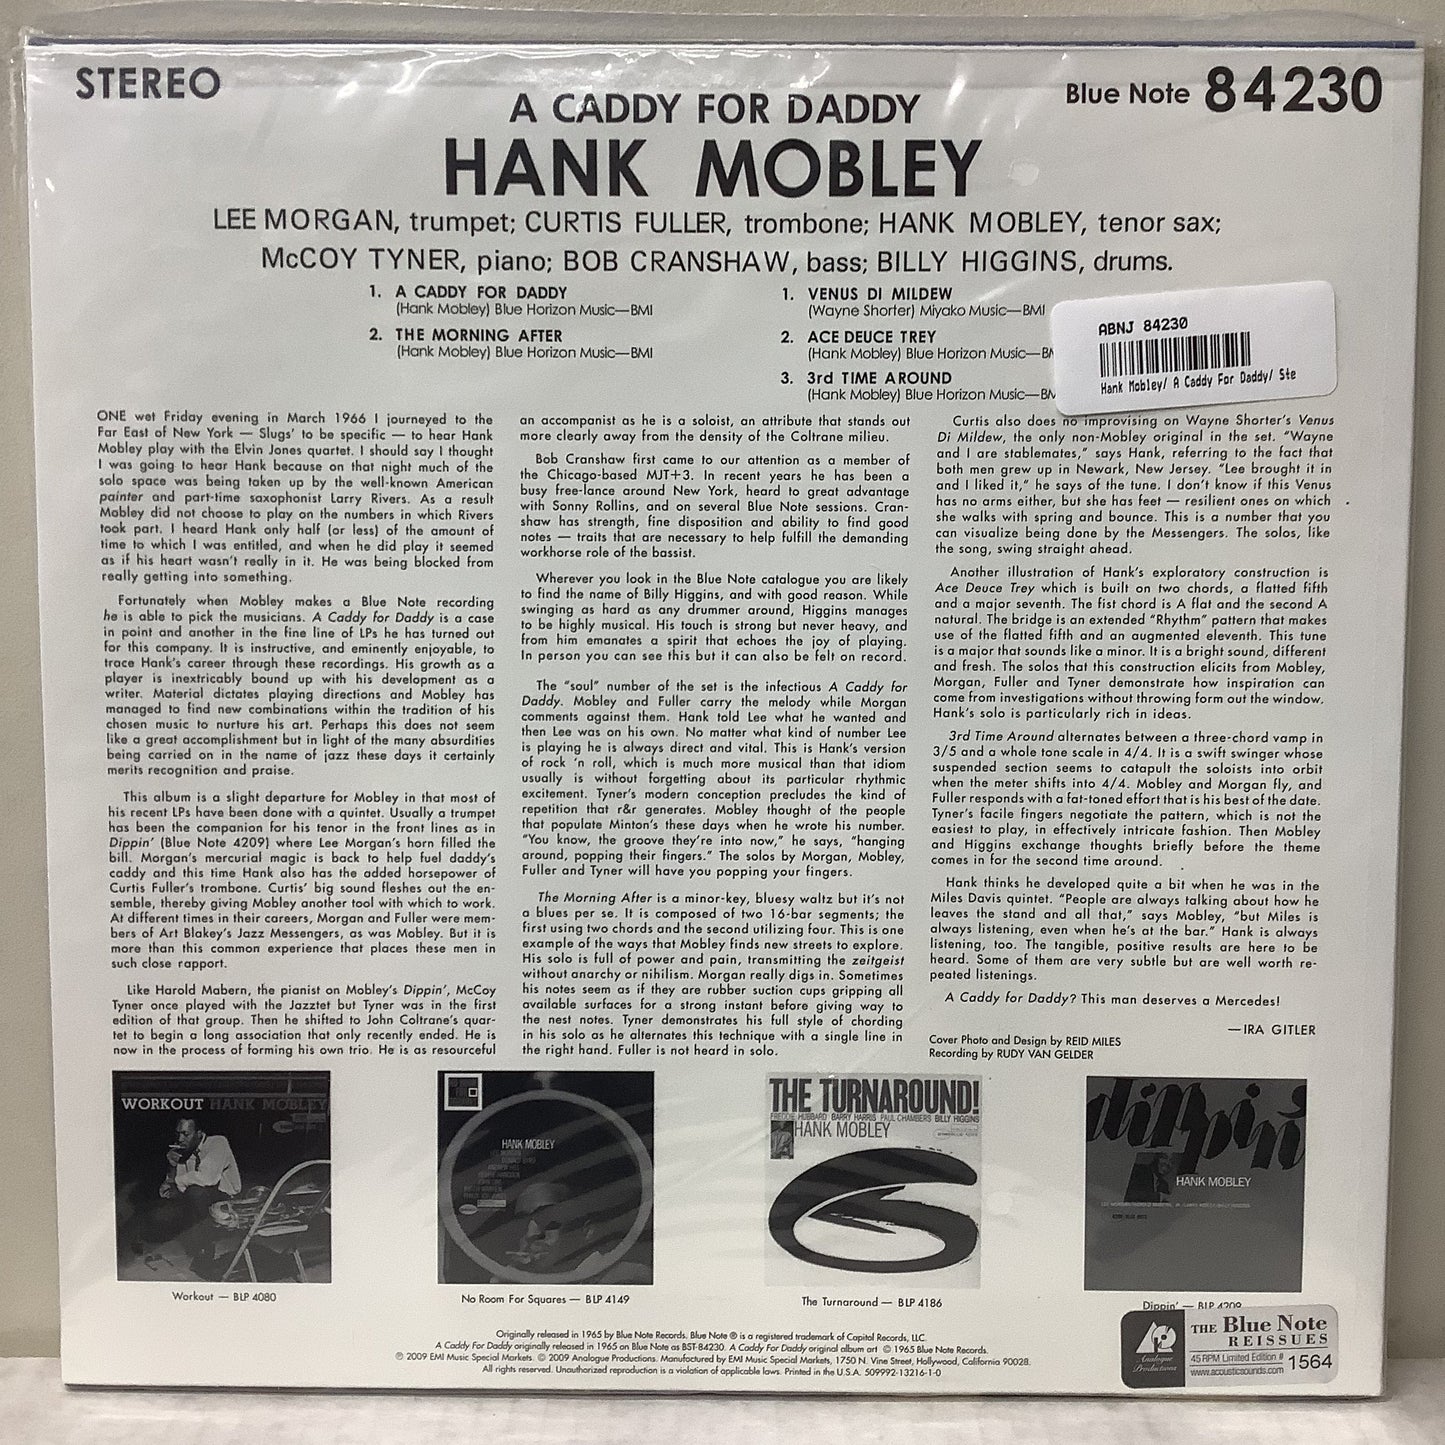 STEREO
Blue Note 84230
A CADDY FOR DADDY
HANK MOBLEY
LEE MORGAN, trumpet; CURTIS FULLER, trombone; HANK MOBLEY, tenor sax;
McCOY TYNER, piano; BOB CRANSHAW, bass; BILLY HIGGINS, drums.
1. A CADDY FOR DADDY
(Hank Mobley) Blue Horizon Music—BMI
2. THE MORNING AFTER
(Hank Mobley) Blue Horizon Music—BMI
1. VENUS DI MILDEW
(Wayne Shorter) Miyako Music—BMI
2. ACE DEUCE TREY
(Hank Mobley) Blue Horizon Music—
3. 3rd TIME AROUND
(Hank Mobley) Blue Horizon Music—
ABNJ 84230
Hank Mobley/ A Caddy For Daddy/ Ste
ONE wet Friday evening in March 1966 I journeyed to the
Far East of New York — Slugs' to be specific — to hear Hank
Mobley play with the Elvin Jones quartet. I should say I thought
I was going to hear Hank because on that night much of the
solo space was being taken up by the well-known American
painter and part-time saxophonist Larry Rivers. As a result
Mobley did not choose to play on the numbers in which Rivers
took part. I heard Hank only half (or less) of the amount of
time to which I was entitled, and when he did play it seemed
as if his heart wasn't really in it. He was being blocked from
really getting into something.
Fortunately when Mobley makes a Blue Note recording
he is able to pick the musicians. A Caddy for Daddy is a case
in point and another in the fine line of LPs he has turned out
for this company. It is instructive, and eminently enjoyable, to
trace Hank's career through these recordings. His growth as a
player is inextricably bound up with his development as a
writer. Material dictates playing directions and Mobley has
managed to find new combinations within the tradition of his
chosen music to nurture his art. Perhaps this does not seem
like a great accomplishment but in light of the many absurdities
being carried on in the name of jazz these days it certainly
merits recognition and praise.
This album is a slight departure for Mobley in that most of
his recent LPs have been done with a quintet. Usually a trumpet
has been the companion for his tenor in the front lines as in
Dippin' (Blue Note 4209) where Lee Morgan's horn filled the
bill. Morgan's mercurial magic is back to help fuel daddy's
caddy and this time Hank also has the added horsepower of
Curtis Fuller's trombone. Curtis' big sound fleshes out the en-
semble, thereby giving Mobley another tool with which to work.
At different times in their careers, Morgan and Fuller were mem-
bers of Art Blakey's Jazz Messengers, as was Mobley. But it is
more than this common experience that places these men in
such close rapport.
Like Harold Mabern, the pianist on Mobley's Dippin', McCoy
Tyner once played with the Jazztet but Tyner was in the first
edition of that group. Then he shifted to John Coltrane's quar-
tet to begin a long association that only recently ended. He is
now in the process of forming his own trio. He is as resourceful
an accompanist as he is a soloist, an attribute that stands out
more clearly away from the density of the Coltrane milieu.
Bob Cranshaw first came to our attention as a member of
the Chicago-based MJT+3. In recent years he has been a
busy free-lance around New York, heard to great advantage
with Sonny Rollins, and on several Blue Note sessions. Cran-
shaw has strength, fine disposition and ability to find good
notes — traits that are necessary to help fulfill the demanding
workhorse role of the bassist.
Wherever you look in the Blue Note catalogue you are likely
to find the name of Billy Higgins, and with good reason. While
swinging as hard as any drummer around, Higgins manages
to be highly musical. His touch is strong but never heavy, and
from him emanates a spirit that echoes the joy of playing.
In person you can see this but it can also be felt on record.
The "soul" number of the set is the infectious A Caddy for
Daddy. Mobley and Fuller carry the melody while Morgan
comments against them. Hank told Lee what he wanted and
then Lee was on his own. No matter what kind of number Lee
is playing he is always direct and vital. This is Hank's version
of rock 'n roll, which is much more musical than that idiom
usually is without forgetting about its particular rhythmic
excitement. Tyner's modern conception precludes the kind of
repetition that r&r generates. Mobley thought of the people
that populate Minton's these days when he wrote his number.
"You know, the groove they're into now," he says, "hanging
around, popping their fingers." The solos by Morgan, Mobley,
Fuller and Tyner will have you popping your fingers.
The Morning After is a minor-key, bluesy waltz but it's not
a blues per se. It is composed of two 16-bar segments; the
first using two chords and the second utilizing four. This is one
example of the ways that Mobley finds new streets to explore.
His solo is full of power and pain, transmitting the zeitgeist
without anarchy or nihilism. Morgan really digs in. Sometimes
his notes seem as if they are rubber suction cups gripping all
available surfaces for a strong instant before giving way to
the nest notes. Tyner demonstrates his full style of chording
in his solo as he alternates this technique with a single line in
the right hand. Fuller is not heard in solo.
Curtis also does no improvising on Wayne Shorter's Venus
Di Mildew, the only non-Mobley original in the set. "Wayne
and I are stablemates," says Hank, referring to the fact that
both men grew up in Newark, New Jersey. "Lee brought it in
and I liked it," he says of the tune. I don't know if this Venus
has no arms either, but she has feet — resilient ones on which
she walks with spring and bounce. This is a number that you
can visualize being done by the Messengers. The solos, like
the song, swing straight ahead.
Another illustration of Hank's exploratory construction is
Ace Deuce Trey which is built on two chords, a flatted fifth
and a major seventh. The fist chord is A flat and the second A
natural. The bridge is an extended "Rhythm" pattern that makes
use of the flatted fifth and an augmented eleventh. This tune
is a major that sounds like a minor. It is a bright sound, different
and fresh. The solos that this construction elicits from Mobley,
Morgan, Fuller and Tyner demonstrate how inspiration can
come from investigations without throwing form out the window.
Hank's solo is particularly rich in ideas.
3rd Time Around alternates between a three-chord vamp in
3/5 and a whole tone scale in 4/4. It is a swift swinger whose
suspended section seems to catapult the soloists into orbit
when the meter shifts into 4/4. Mobley and Morgan fly, and
Fuller responds with a fat-toned effort that is his best of the date.
Tyner's facile fingers negotiate the pattern, which is not the
easiest to play, in effectively intricate fashion. Then Mobley
and Higgins exchange thoughts briefly before the theme
comes in for the second time around.
Hank thinks he developed quite a bit when he was in the
Miles Davis quintet. "People are always talking about how he
leaves the stand and all that," says Mobley, "but Miles is
always listening, even when he's at the bar." Hank is always
listening, too. The tangible, positive results are here to be
heard. Some of them are very subtle but are well worth re-
peated listenings.
A Caddy for Daddy? This man deserves a Mercedes!
—IRA GITLER
Cover Photo and Design by REID MILES
Recording by RUDY VAN GELDER
WORKOUT HANK MOBLEY
HANK MOBLEY
THE TURNAROUND!
FREDDIE HUBBARD BARRY HARRIS PAUL CHAMBERS BILLY HIGGINS
HANK MOBLEY
dippin'
HANK MOBLEY
Workout — BLP 4080
No Room For Squares — BLP 4149
The Turnaround — BLP 4186
Dippin' — BLP 4209
Originally released in 1965 by Blue Note Records. Blue Note ® is a registered trademark of Capitol Records, LLC.
A Caddy For Daddy originally released in 1965 on Blue Note as BST-84230. A Caddy For Daddy original album art © 1965 Blue Note Records.
℗ 2009 EMI Music Special Markets. © 2009 Analogue Productions. Manufactured by EMI Music Special Markets, 1750 N. Vine Street, Hollywood, California 90028.
All rights reserved. Unauthorized reproduction is a violation of applicable laws. Printed in the U.S.A. 509992-13216-1-0
AP
Analogue
Productions
THE Blue Note
REISSUES
45 RPM Limited Edition # 1564
www.acousticsounds.com